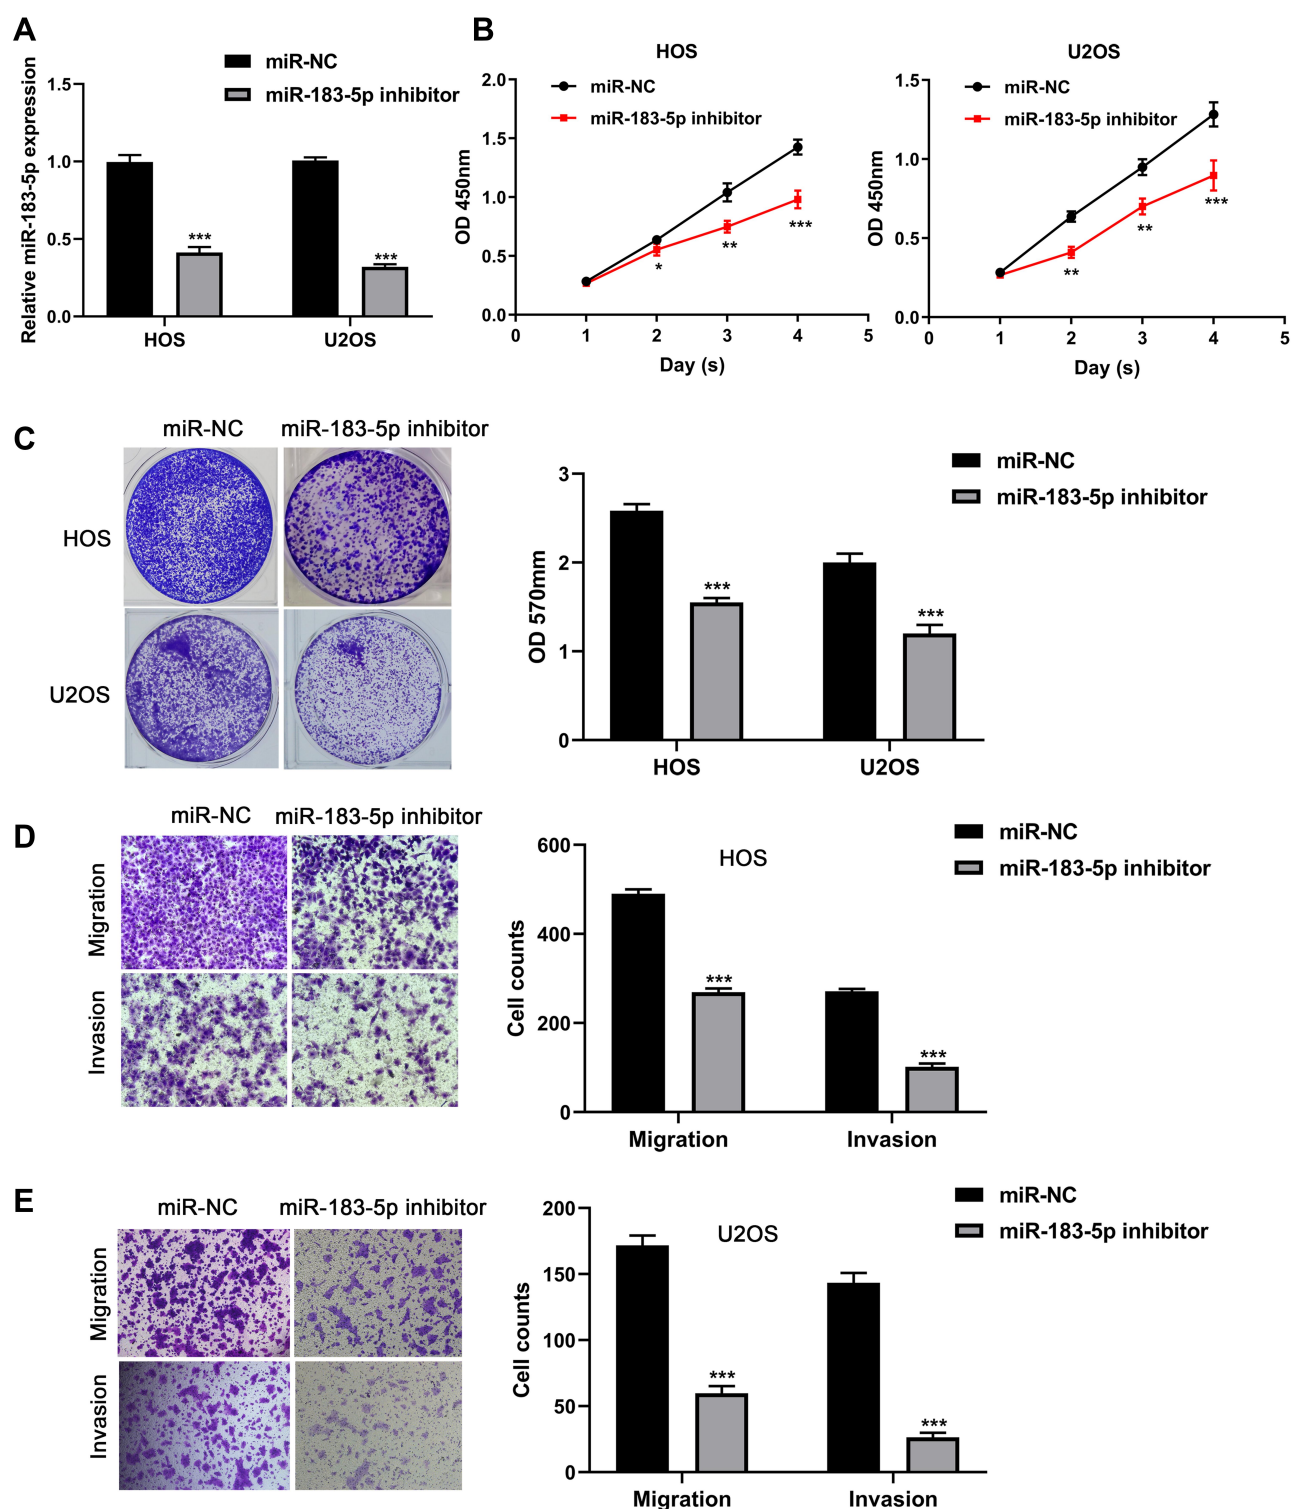 A
miR-NC
miR-183-5p inhibitor
Relative miR-183-5p expression
1.5
1.0
0.5
0.0
***
***
HOS
U2OS
B
HOS
miR-NC
miR-183-5p inhibitor
OD 450nm
2.0
1.5
1.0
0.5
0.0
*
**
***
0
1
2
3
4
5
Day (s)
U2OS
miR-NC
miR-183-5p inhibitor
OD 450nm
1.5
1.0
0.5
0.0
**
**
***
0
1
2
3
4
5
Day (s)
C
miR-NC
miR-183-5p inhibitor
HOS
U2OS
miR-NC
miR-183-5p inhibitor
OD 570mm
3
2
1
0
***
***
HOS
U2OS
D
miR-NC
miR-183-5p inhibitor
Migration
Invasion
HOS
miR-NC
miR-183-5p inhibitor
Cell counts
600
400
200
0
***
***
Migration
Invasion
E
miR-NC
miR-183-5p inhibitor
Migration
Invasion
U2OS
miR-NC
miR-183-5p inhibitor
Cell counts
200
150
100
50
0
***
***
Migration
Invasion